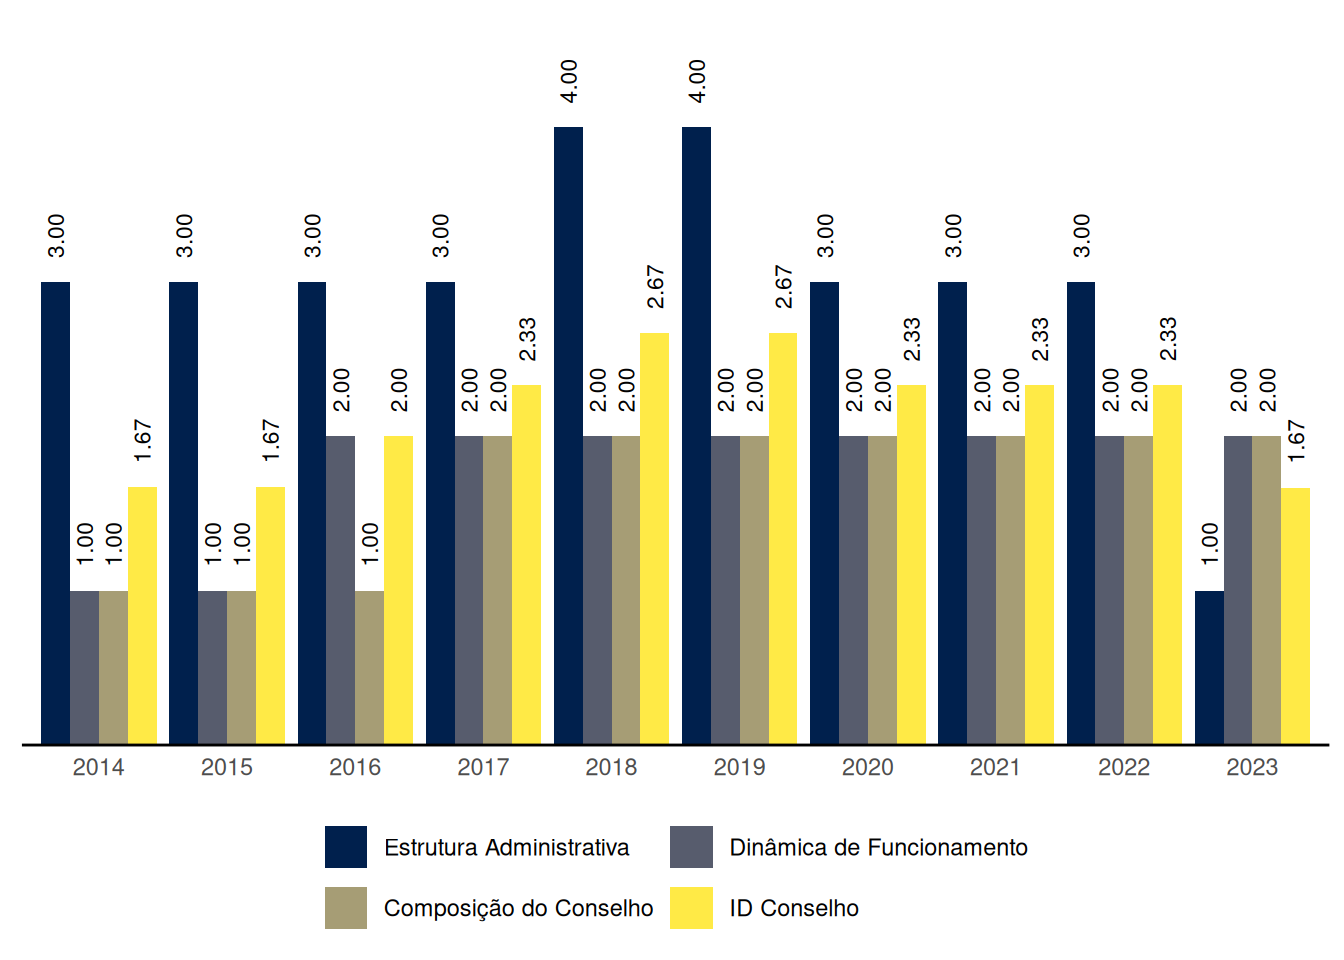 4.00 4.00
3.00 3.00 3.00 3.00 3.00 3.00 3.00
2.67 2.67
2.33 2.33 2.33 2.33
2.00 2.00 2.00 2.00 2.00 2.00 2.00 2.00 2.00 2.00 2.00 2.00 2.00 2.00 2.00 2.00
1.67 1.67 1.67
1.00 1.00 1.00 1.00 1.00 1.00
2014 2015 2016 2017 2018 2019 2020 2021 2022 2023
Estrutura Administrativa Dinâmica de Funcionamento
Composição do Conselho ID Conselho